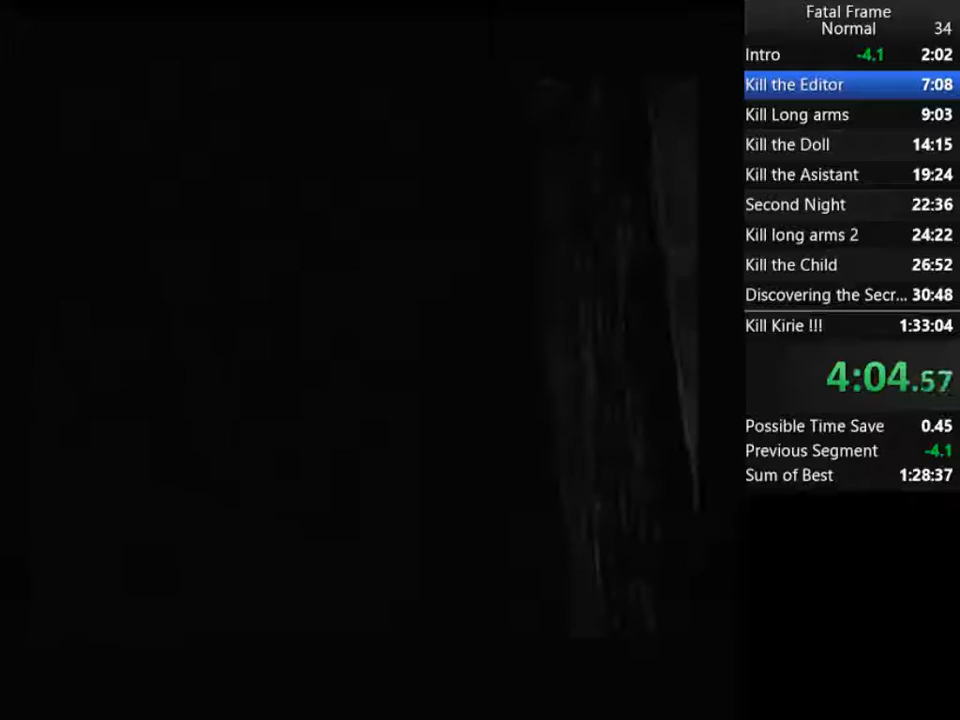 Fatal Frame
Normal 34
Intro -4.1 2:02
Kill the Editor 7:08
Kill Long arms 9:03
Kill the Doll 14:15
Kill the Asistant 19:24
Second Night 22:36
Kill long arms 2 24:22
Kill the Child 26:52
Discovering the Secr... 30:48
Kill Kirie !!! 1:33:04
4:04.57
Possible Time Save 0.45
Previous Segment -4.1
Sum of Best 1:28:37